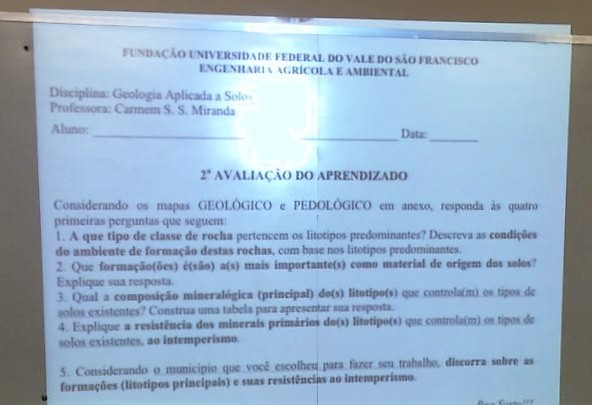 FUNDAÇÃO UNIVERSIDADE FEDERAL DO VALE DO SÃO FRANCISCO
ENGENHARIA AGRÍCOLA E AMBIENTAL
Disciplina: Geologia Aplicada a Solos
Professora: Carmem S. S. Miranda
Aluno: Data:
2ª AVALIAÇÃO DO APRENDIZADO
Considerando os mapas GEOLÓGICO e PEDOLÓGICO em anexo, responda às quatro
primeiras perguntas que seguem:
1. A que tipo de classe de rocha pertencem os litotipos predominantes? Descreva as condições
do ambiente de formação destas rochas, com base nos litotipos predominantes.
2. Que formação(ões) é(são) a(s) mais importante(s) como material de origem dos solos?
Explique sua resposta.
3. Qual a composição mineralógica (principal) do(s) litotipo(s) que controla(m) os tipos de
solos existentes? Construa uma tabela para apresentar sua resposta.
4. Explique a resistência dos minerais primários do(s) litotipo(s) que controla(m) os tipos de
solos existentes, ao intemperismo.
5. Considerando o município que você escolheu para fazer seu trabalho, discorra sobre as
formações (litotipos principais) e suas resistências ao intemperismo.
Boa Sorte!!!